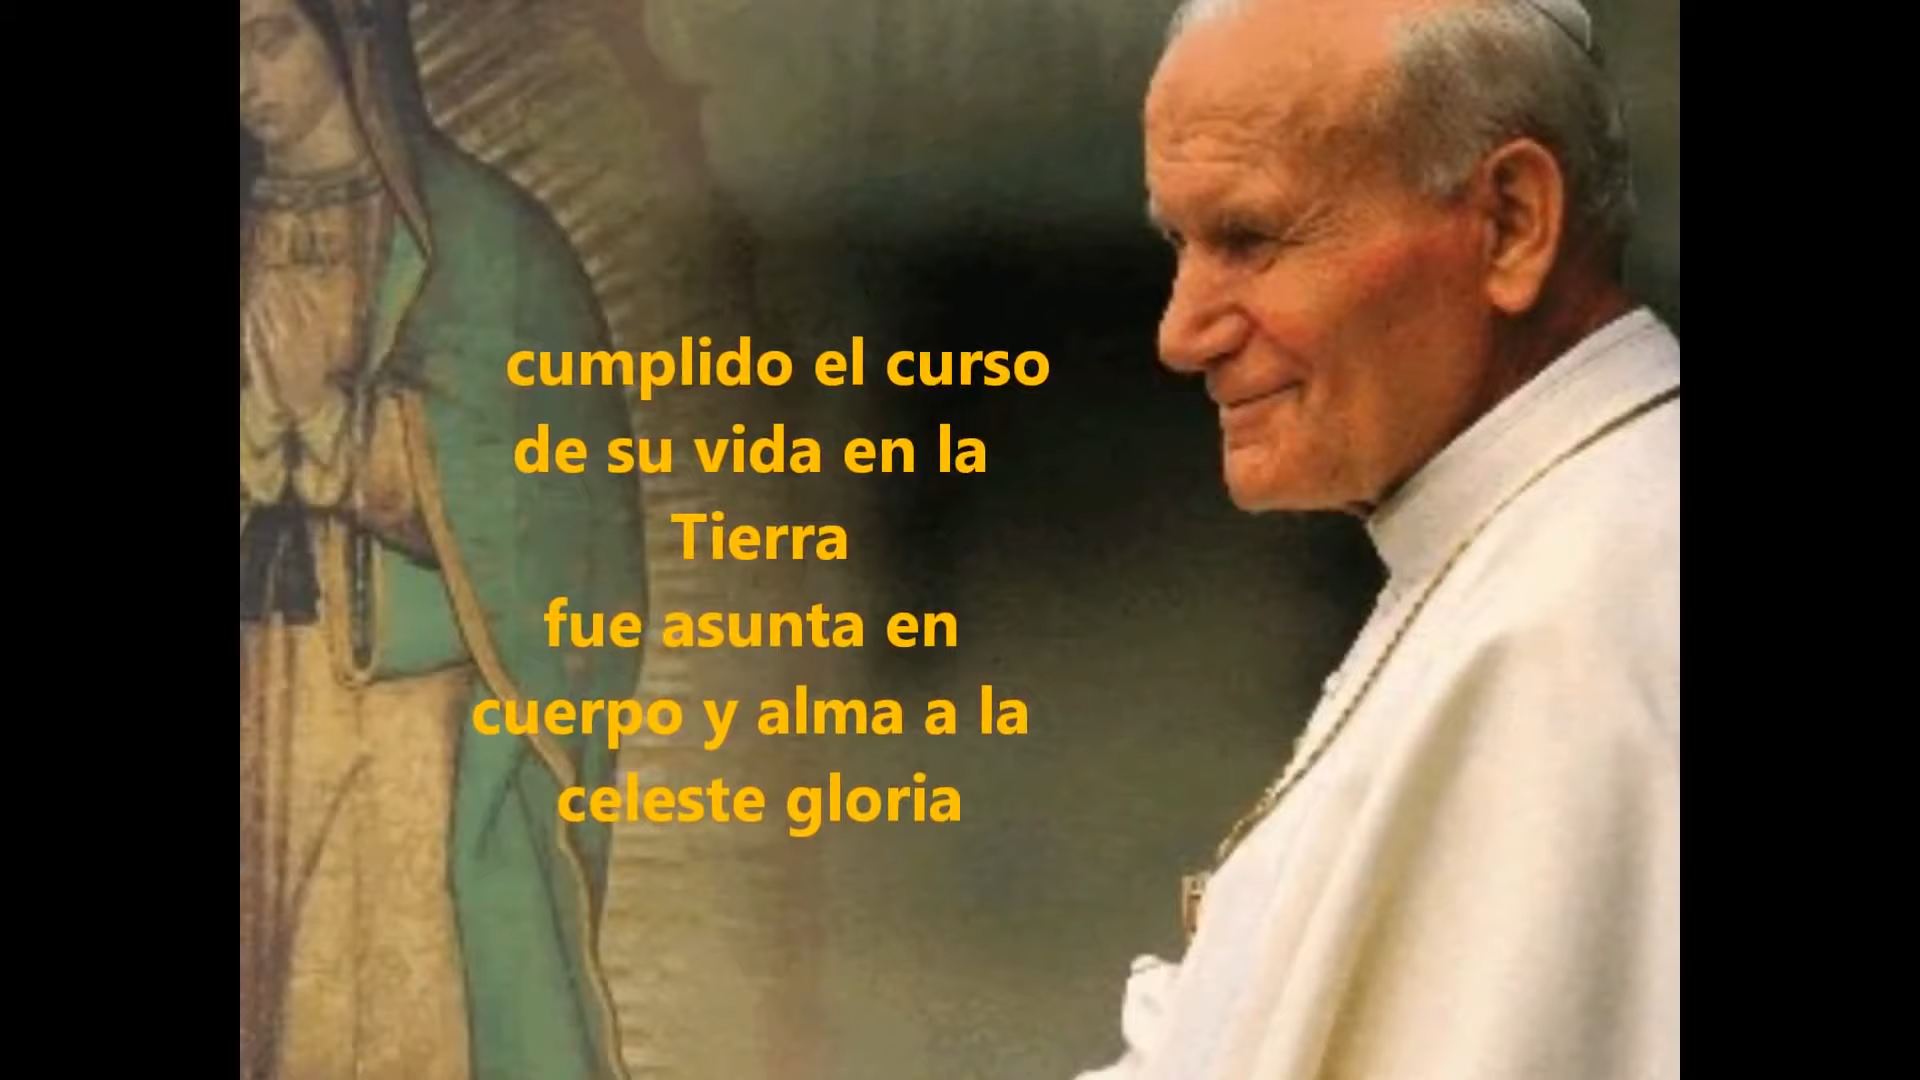 cumplido el curso
de su vida en la
Tierra
fue asunta en
cuerpo y alma a la
celeste gloria